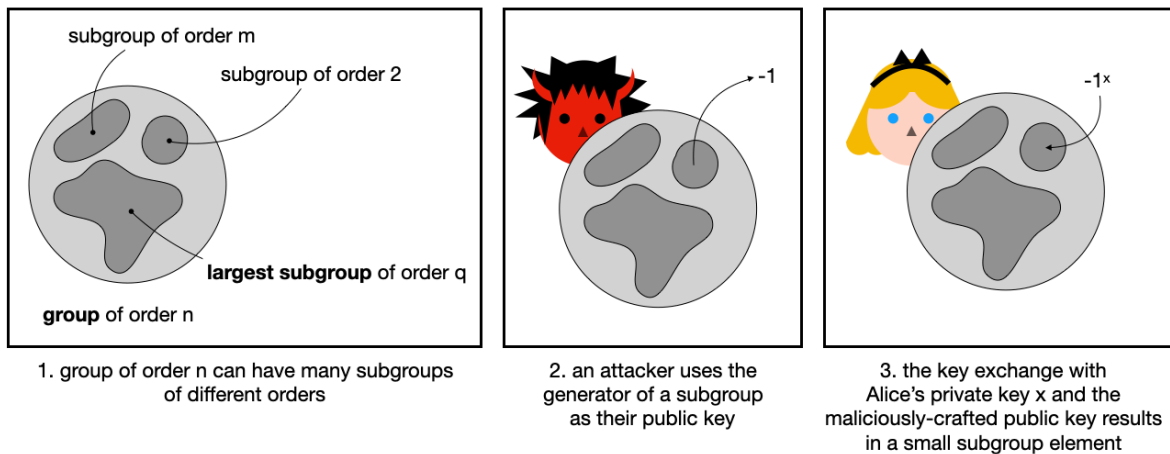 subgroup of order m
subgroup of order 2
largest subgroup of order q
group of order n
1. group of order n can have many subgroups
of different orders
-1
2. an attacker uses the
generator of a subgroup
as their public key
-1ˣ
3. the key exchange with
Alice's private key x and the
maliciously-crafted public key results
in a small subgroup element